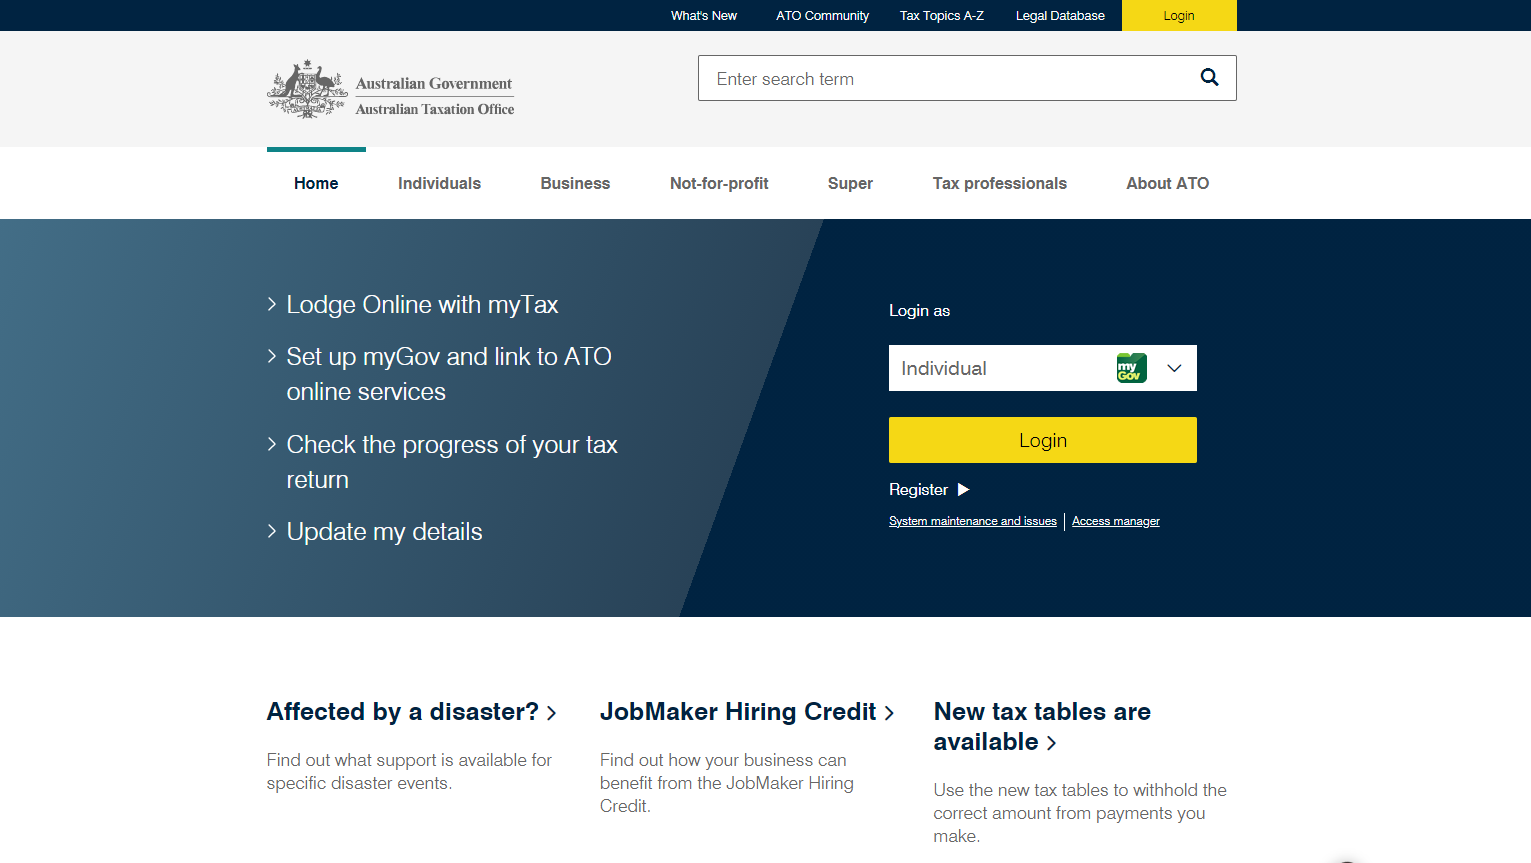 What's New ATO Community Tax Topics A-Z Legal Database Login
Australian Government
Australian Taxation Office
Enter search term
Home Individuals Business Not-for-profit Super Tax professionals About ATO
Lodge Online with myTax
Set up myGov and link to ATO
online services
Check the progress of your tax
return
Update my details
Login as
Individual
my
Gov
Login
Register
System maintenance and issues Access manager
Affected by a disaster?
Find out what support is available for
specific disaster events.
JobMaker Hiring Credit
Find out how your business can
benefit from the JobMaker Hiring
Credit.
New tax tables are
available
Use the new tax tables to withhold the
correct amount from payments you
make.